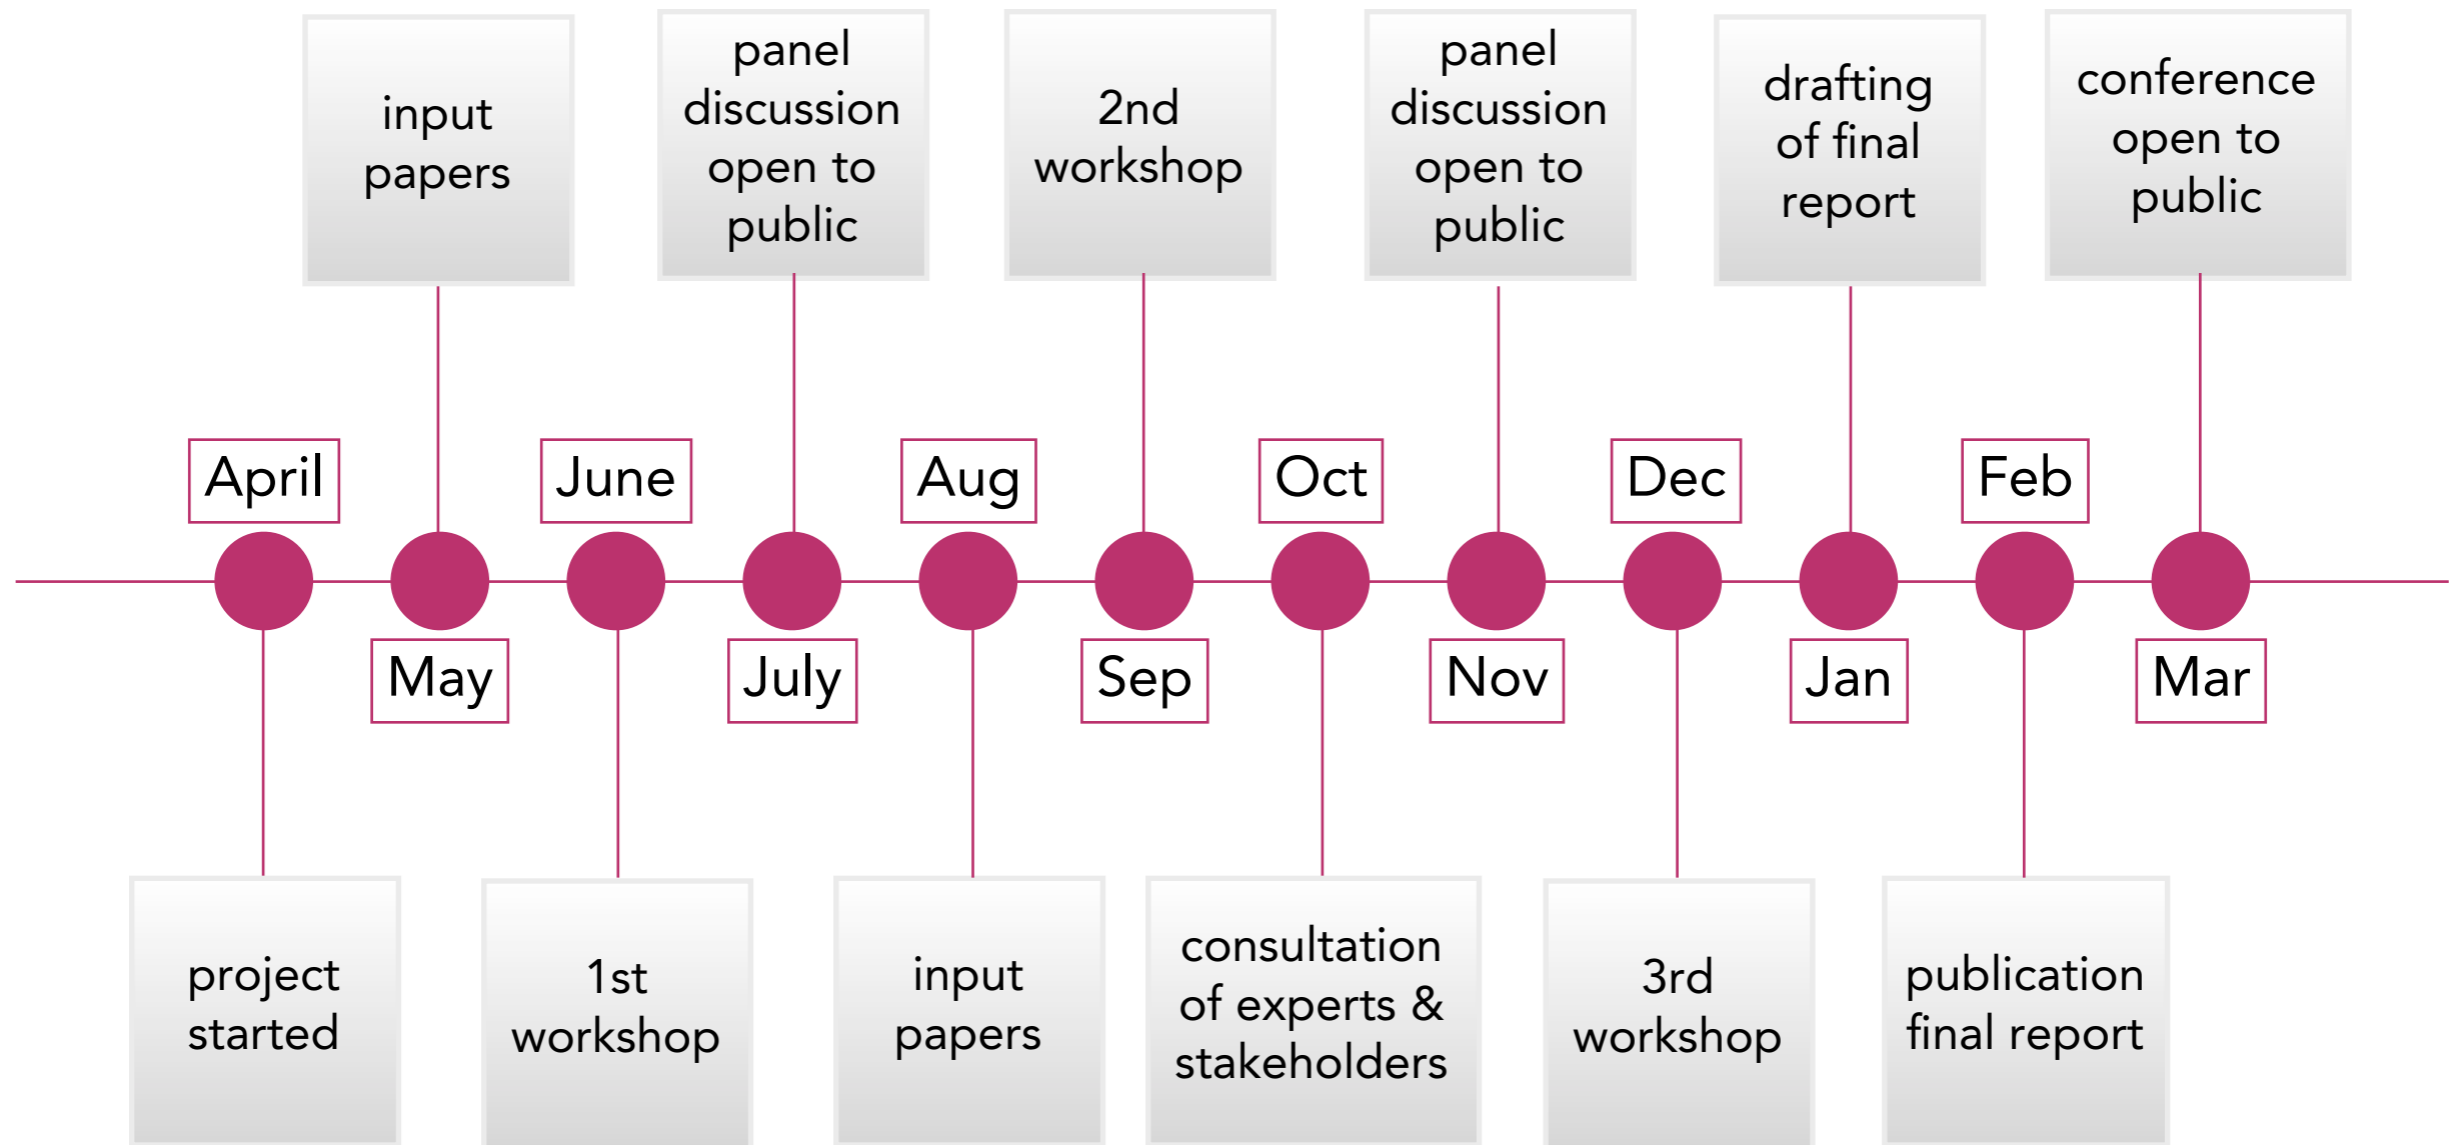 input
papers
panel
discussion
open to
public
2nd
workshop
panel
discussion
open to
public
drafting
of final
report
conference
open to
public
April
June
Aug
Oct
Dec
Feb
May
July
Sep
Nov
Jan
Mar
project
started
1st
workshop
input
papers
consultation
of experts &
stakeholders
3rd
workshop
publication
final report